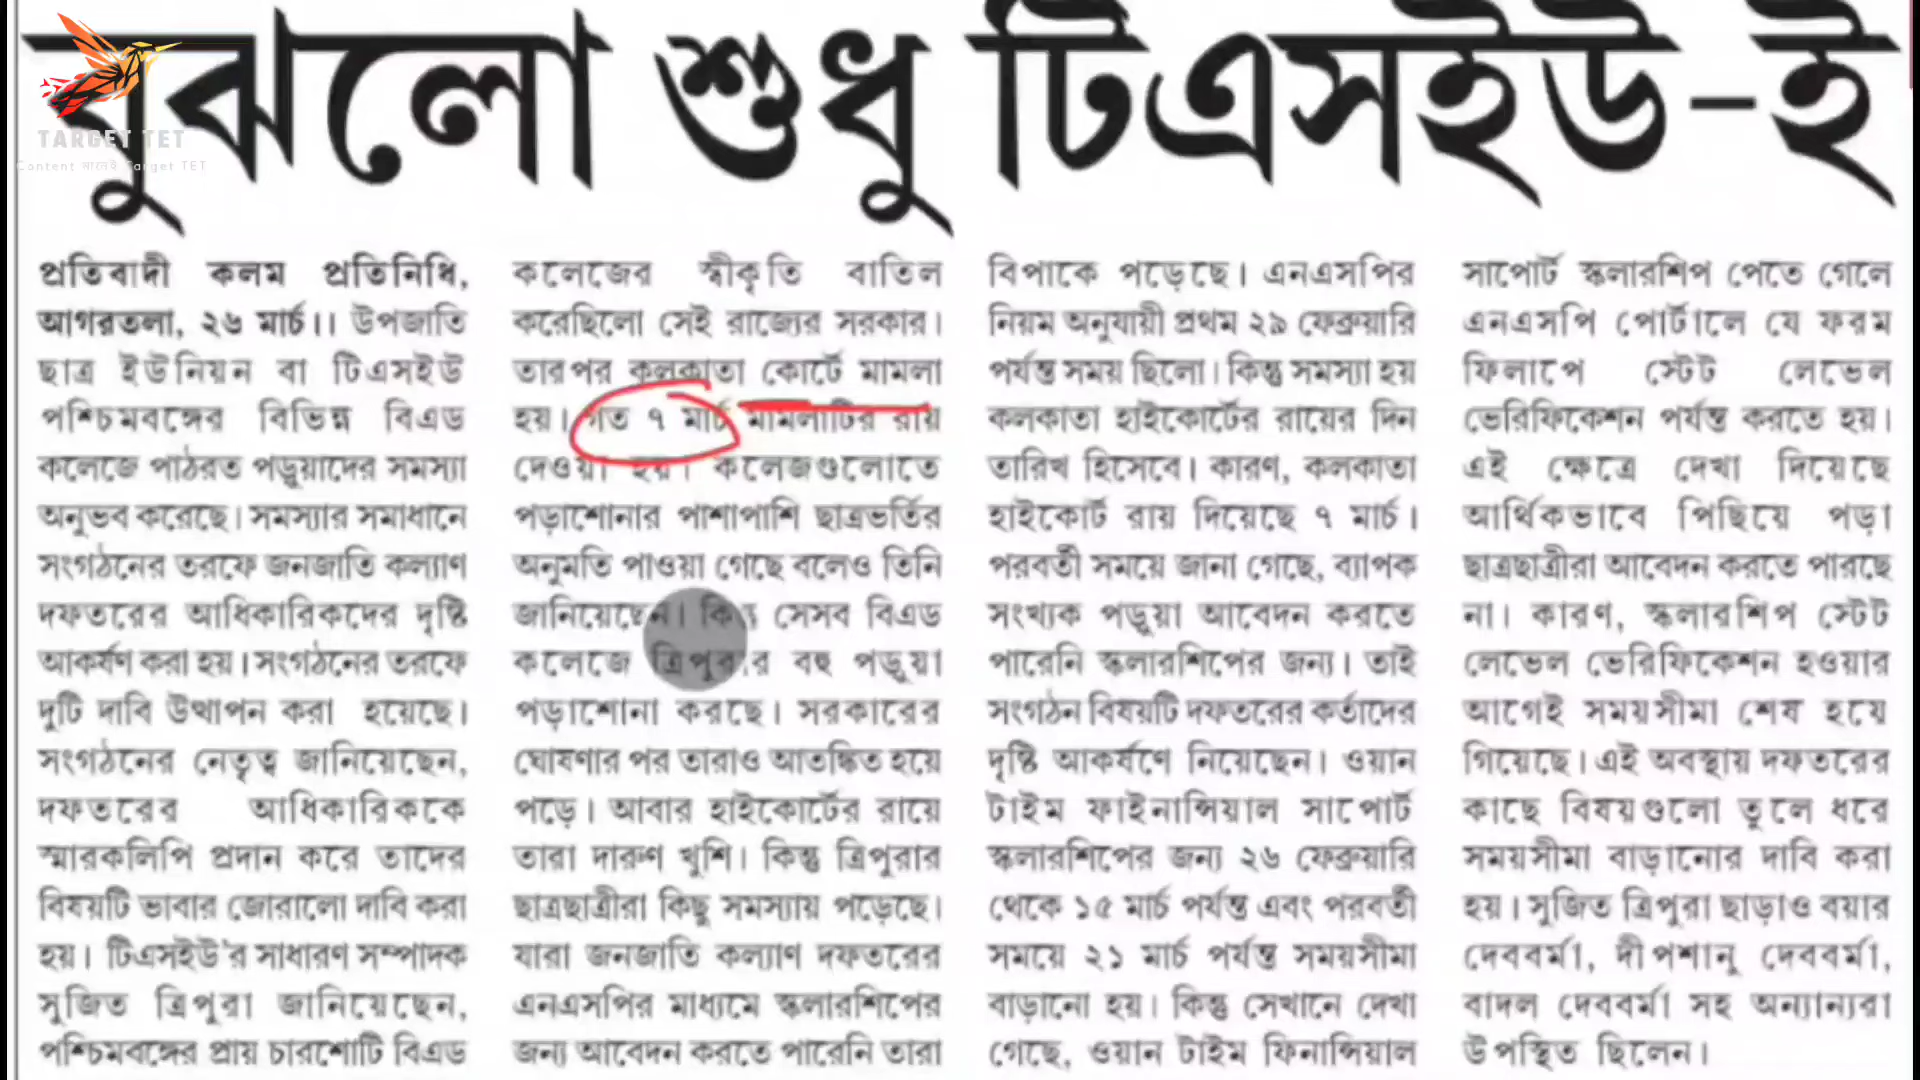 বুঝলো শুধু টিএসইউ-ই
TARGET TET
Content মানেই Target TET
প্রতিবাদী কলম প্রতিনিধি,
আগরতলা, ২৬ মার্চ।। উপজাতি
ছাত্র ইউনিয়ন বা টিএসইউ
পশ্চিমবঙ্গের বিভিন্ন বিএড
কলেজে পাঠরত পড়ুয়াদের সমস্যা
অনুভব করেছে। সমস্যার সমাধানে
সংগঠনের তরফে জনজাতি কল্যাণ
দফতরের আধিকারিকদের দৃষ্টি
আকর্ষণ করা হয়। সংগঠনের তরফে
দুটি দাবি উত্থাপন করা হয়েছে।
সংগঠনের নেতৃত্ব জানিয়েছেন,
দফতরের আধিকারিককে
স্মারকলিপি প্রদান করে তাদের
বিষয়টি ভাবার জোরালো দাবি করা
হয়। টিএসইউ'র সাধারণ সম্পাদক
সুজিত ত্রিপুরা জানিয়েছেন,
পশ্চিমবঙ্গের প্রায় চারশোটি বিএড
কলেজের স্বীকৃতি বাতিল
করেছিলো সেই রাজ্যের সরকার।
তারপর কলকাতা কোর্টে মামলা
হয়। গত ৭ মার্চ মামলাটির রায়
দেওয়া হয়। কলেজগুলোতে
পড়াশোনার পাশাপাশি ছাত্রভর্তির
অনুমতি পাওয়া গেছে বলেও তিনি
জানিয়েছেন। কিন্তু সেসব বিএড
কলেজে ত্রিপুরার বহু পড়ুয়া
পড়াশোনা করছে। সরকারের
ঘোষণার পর তারাও আতঙ্কিত হয়ে
পড়ে। আবার হাইকোর্টের রায়ে
তারা দারুণ খুশি। কিন্তু ত্রিপুরার
ছাত্রছাত্রীরা কিছু সমস্যায় পড়েছে।
যারা জনজাতি কল্যাণ দফতরের
এনএসপির মাধ্যমে স্কলারশিপের
জন্য আবেদন করতে পারেনি তারা
বিপাকে পড়েছে। এনএসপির
নিয়ম অনুযায়ী প্রথম ২৯ ফেব্রুয়ারি
পর্যন্ত সময় ছিলো। কিন্তু সমস্যা হয়
কলকাতা হাইকোর্টের রায়ের দিন
তারিখ হিসেবে। কারণ, কলকাতা
হাইকোর্ট রায় দিয়েছে ৭ মার্চ।
পরবর্তী সময়ে জানা গেছে, ব্যাপক
সংখ্যক পড়ুয়া আবেদন করতে
পারেনি স্কলারশিপের জন্য। তাই
সংগঠন বিষয়টি দফতরের কর্তাদের
দৃষ্টি আকর্ষণে নিয়েছেন। ওয়ান
টাইম ফাইনান্সিয়াল সাপোর্ট
স্কলারশিপের জন্য ২৬ ফেব্রুয়ারি
থেকে ১৫ মার্চ পর্যন্ত এবং পরবর্তী
সময়ে ২১ মার্চ পর্যন্ত সময়সীমা
বাড়ানো হয়। কিন্তু সেখানে দেখা
গেছে, ওয়ান টাইম ফিনান্সিয়াল
সাপোর্ট স্কলারশিপ পেতে গেলে
এনএসপি পোর্টালে যে ফরম
ফিলাপে স্টেট লেভেল
ভেরিফিকেশন পর্যন্ত করতে হয়।
এই ক্ষেত্রে দেখা দিয়েছে
আর্থিকভাবে পিছিয়ে পড়া
ছাত্রছাত্রীরা আবেদন করতে পারছে
না। কারণ, স্কলারশিপ স্টেট
লেভেল ভেরিফিকেশন হওয়ার
আগেই সময়সীমা শেষ হয়ে
গিয়েছে। এই অবস্থায় দফতরের
কাছে বিষয়গুলো তুলে ধরে
সময়সীমা বাড়ানোর দাবি করা
হয়। সুজিত ত্রিপুরা ছাড়াও বয়ার
দেববর্মা, দীপশানু দেববর্মা,
বাদল দেববর্মা সহ অন্যান্যরা
উপস্থিত ছিলেন।